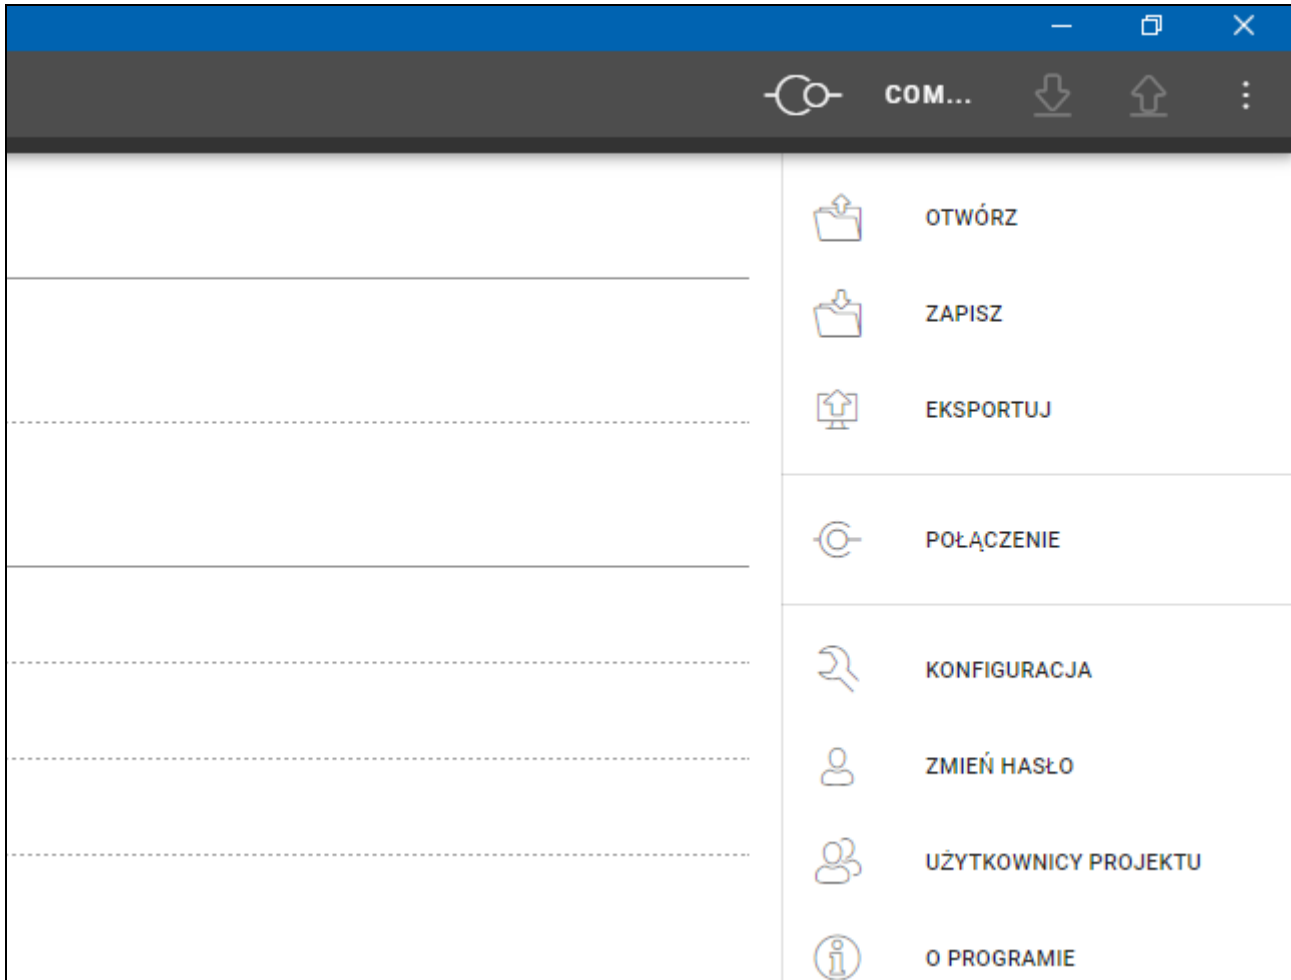 COM...
OTWÓRZ
ZAPISZ
EKSPORTUJ
POŁĄCZENIE
KONFIGURACJA
ZMIEŃ HASŁO
UŻYTKOWNICY PROJEKTU
O PROGRAMIE